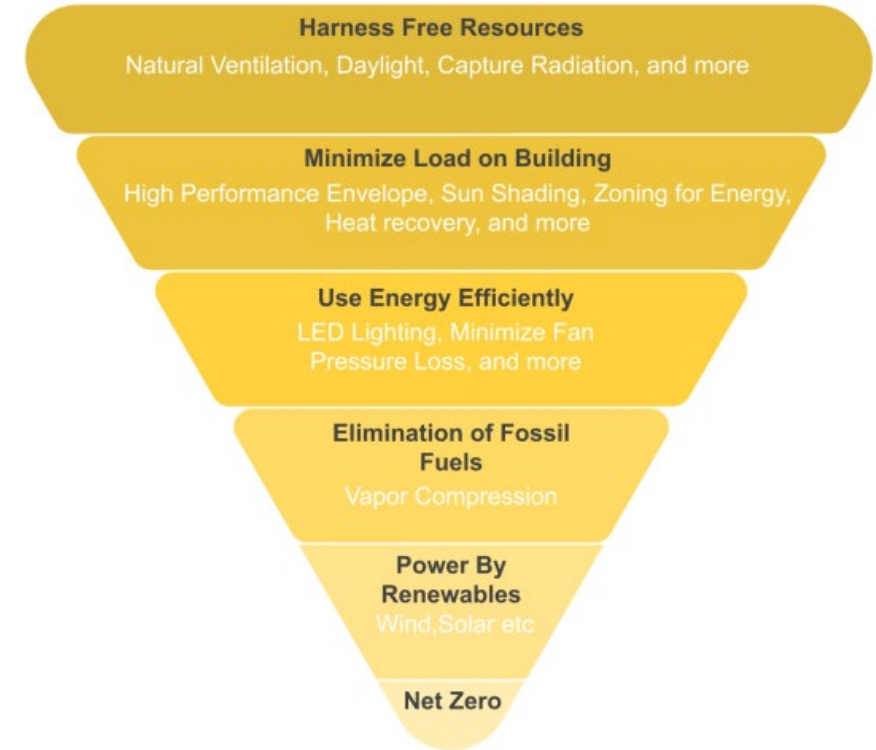 Harness Free Resources
Natural Ventilation, Daylight, Capture Radiation, and more
Minimize Load on Building
High Performance Envelope, Sun Shading, Zoning for Energy,
Heat recovery, and more
Use Energy Efficiently
LED Lighting, Minimize Fan
Pressure Loss, and more
Elimination of Fossil
Fuels
Vapor Compression
Power By
Renewables
Wind,Solar etc
Net Zero